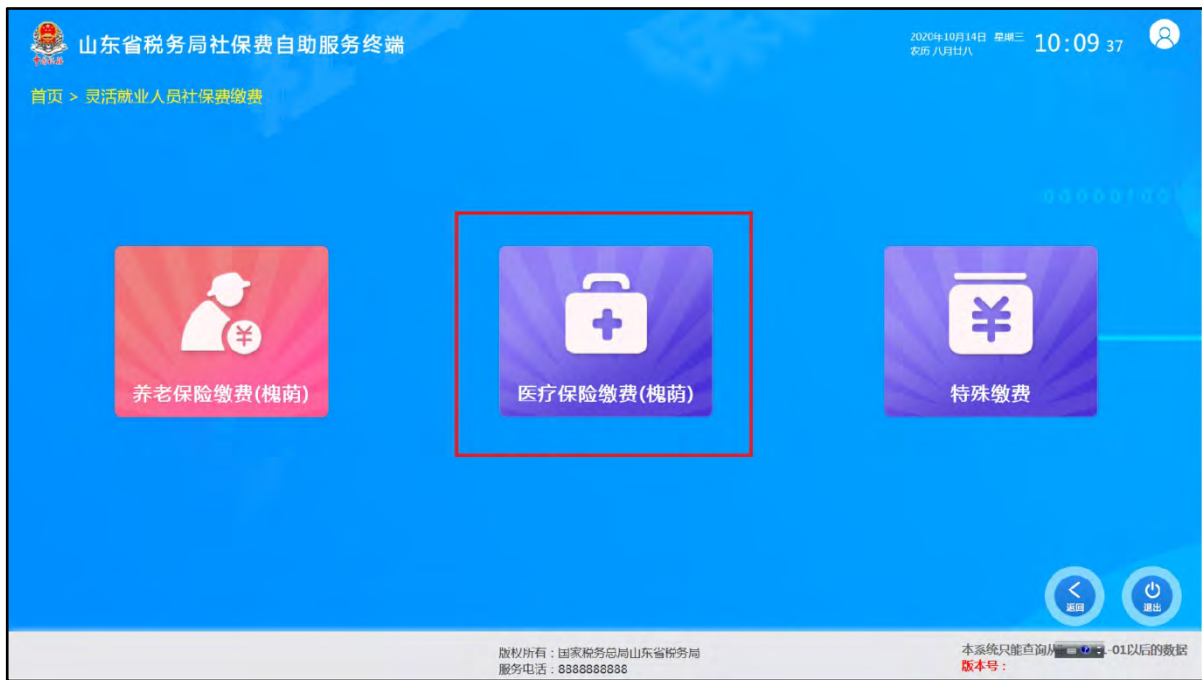 山东省税务局社保费自助服务终端
2020年10月14日 星期三
农历 八月廿八
10:09 37
首页 > 灵活就业人员社保费缴费
养老保险缴费(槐荫)
医疗保险缴费(槐荫)
特殊缴费
返回
退出
版权所有：国家税务总局山东省税务局
服务电话：8888888888
本系统只能查询从 -01以后的数据
版本号：